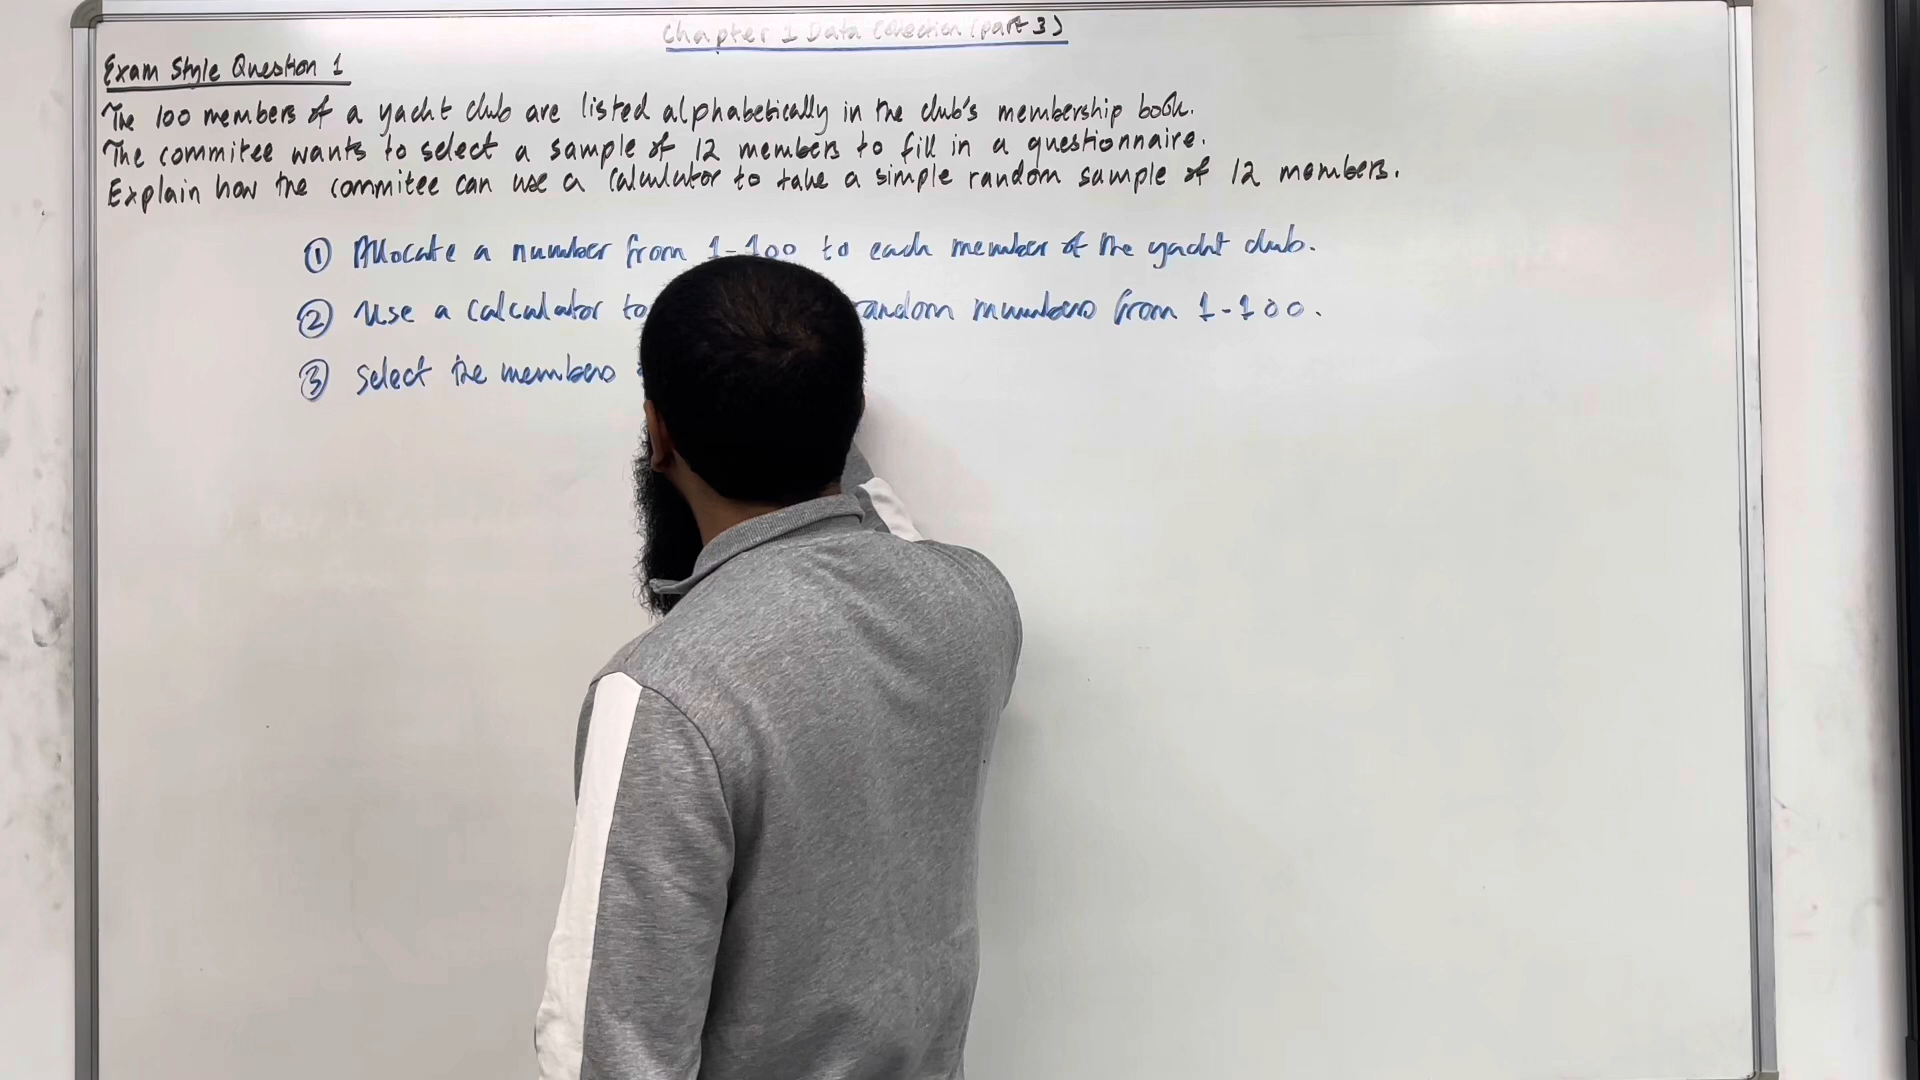 Chapter 1 Data Collection (part 3)
Exam Style Question 1
The 100 members of a yacht club are listed alphabetically in the club's membership book.
The commitee wants to select a sample of 12 members to fill in a questionnaire.
Explain how the commitee can use a calculator to take a simple random sample of 12 members.
① Allocate a number from 1-100 to each member of the yacht club.
② Use a calculator to andom numbers from 1-100.
③ Select the members